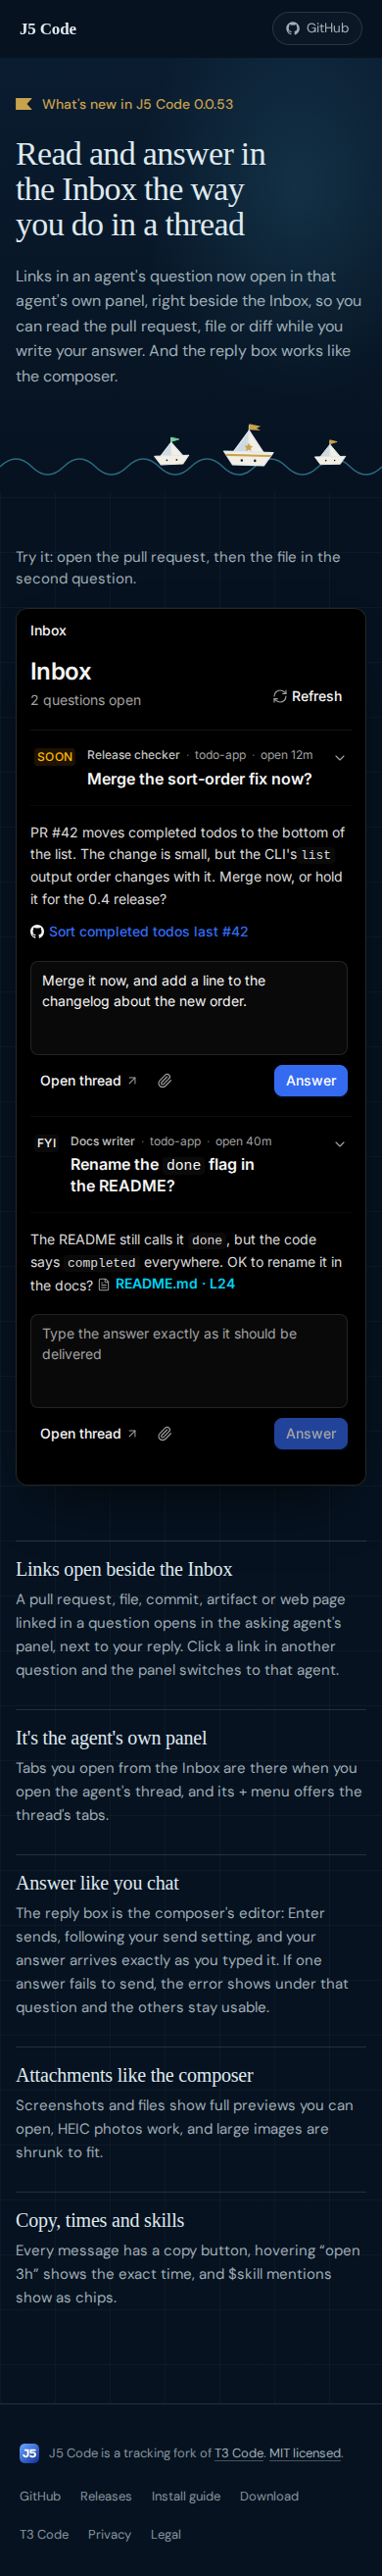 J5 Code
GitHub
What's new in J5 Code 0.0.53
Read and answer in
the Inbox the way
you do in a thread
Links in an agent's question now open in that
agent's own panel, right beside the Inbox, so you
can read the pull request, file or diff while you
write your answer. And the reply box works like
the composer.
Try it: open the pull request, then the file in the
second question.
Inbox
Inbox
2 questions open
Refresh
SOON
Release checker · todo-app · open 12m
Merge the sort-order fix now?
PR #42 moves completed todos to the bottom of
the list. The change is small, but the CLI's list
output order changes with it. Merge now, or hold
it for the 0.4 release?
Sort completed todos last #42
Merge it now, and add a line to the
changelog about the new order.
Open thread
Answer
FYI
Docs writer · todo-app · open 40m
Rename the done flag in
the README?
The README still calls it done, but the code
says completed everywhere. OK to rename it in
the docs? README.md · L24
Type the answer exactly as it should be
delivered
Open thread
Answer
Links open beside the Inbox
A pull request, file, commit, artifact or web page
linked in a question opens in the asking agent's
panel, next to your reply. Click a link in another
question and the panel switches to that agent.
It's the agent's own panel
Tabs you open from the Inbox are there when you
open the agent's thread, and its + menu offers the
thread's tabs.
Answer like you chat
The reply box is the composer's editor: Enter
sends, following your send setting, and your
answer arrives exactly as you typed it. If one
answer fails to send, the error shows under that
question and the others stay usable.
Attachments like the composer
Screenshots and files show full previews you can
open, HEIC photos work, and large images are
shrunk to fit.
Copy, times and skills
Every message has a copy button, hovering “open
3h” shows the exact time, and $skill mentions
show as chips.
J5
J5 Code is a tracking fork of T3 Code. MIT licensed.
GitHub Releases Install guide Download
T3 Code Privacy Legal